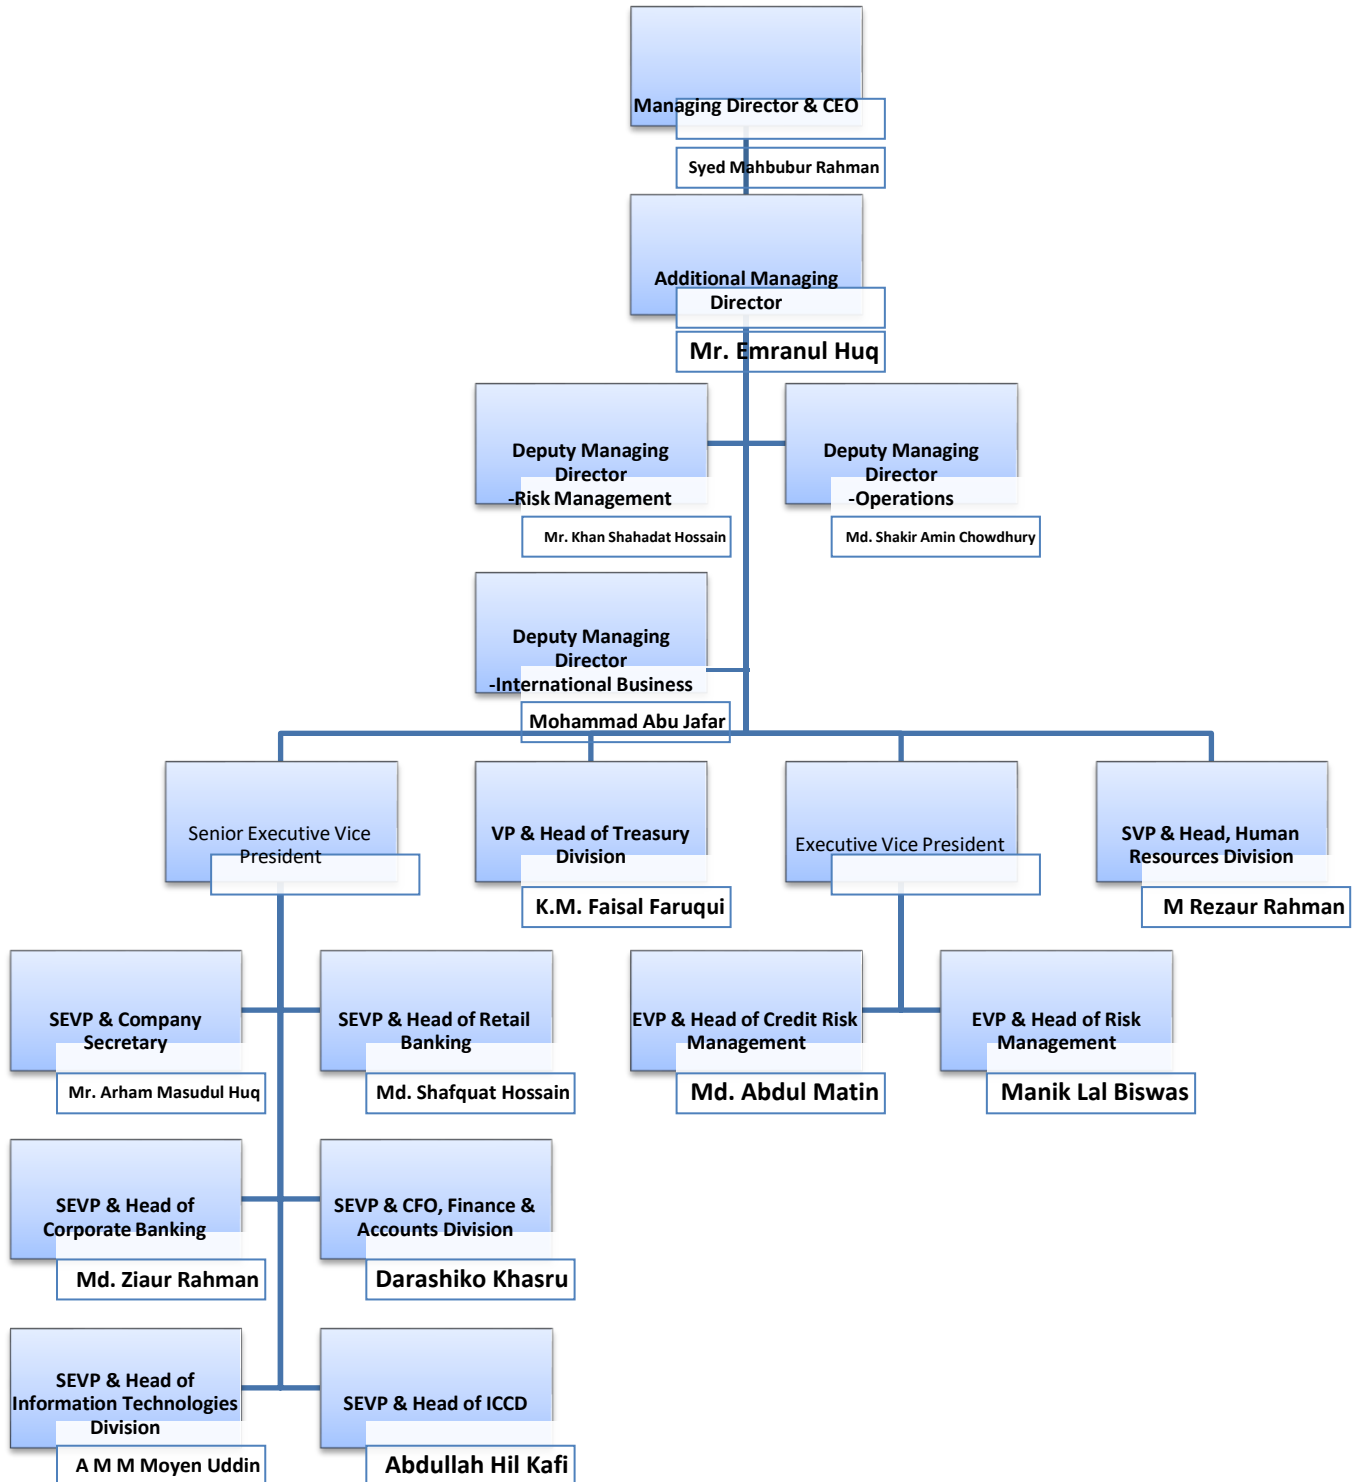 Managing Director & CEO
Syed Mahbubur Rahman
Additional Managing
Director
Mr. Emranul Huq
Deputy Managing
Director
-Risk Management
Mr. Khan Shahadat Hossain
Deputy Managing
Director
-Operations
Md. Shakir Amin Chowdhury
Deputy Managing
Director
-International Business
Mohammad Abu Jafar
Senior Executive Vice
President
VP & Head of Treasury
Division
K.M. Faisal Faruqui
Executive Vice President
SVP & Head, Human
Resources Division
M Rezaur Rahman
SEVP & Company
Secretary
Mr. Arham Masudul Huq
SEVP & Head of Retail
Banking
Md. Shafquat Hossain
EVP & Head of Credit Risk
Management
Md. Abdul Matin
EVP & Head of Risk
Management
Manik Lal Biswas
SEVP & Head of
Corporate Banking
Md. Ziaur Rahman
SEVP & CFO, Finance &
Accounts Division
Darashiko Khasru
SEVP & Head of
Information Technologies
Division
A M M Moyen Uddin
SEVP & Head of ICCD
Abdullah Hil Kafi